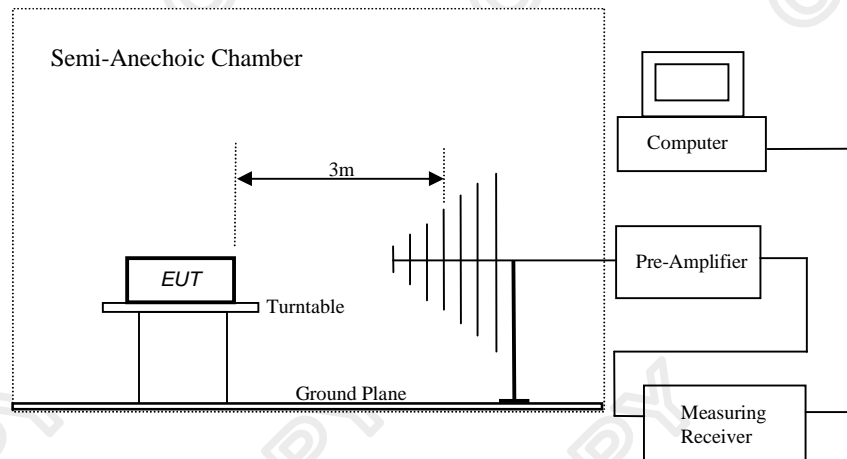 Semi-Anechoic Chamber
Computer
3m
Pre-Amplifier
EUT
Turntable
Ground Plane
Measuring
Receiver